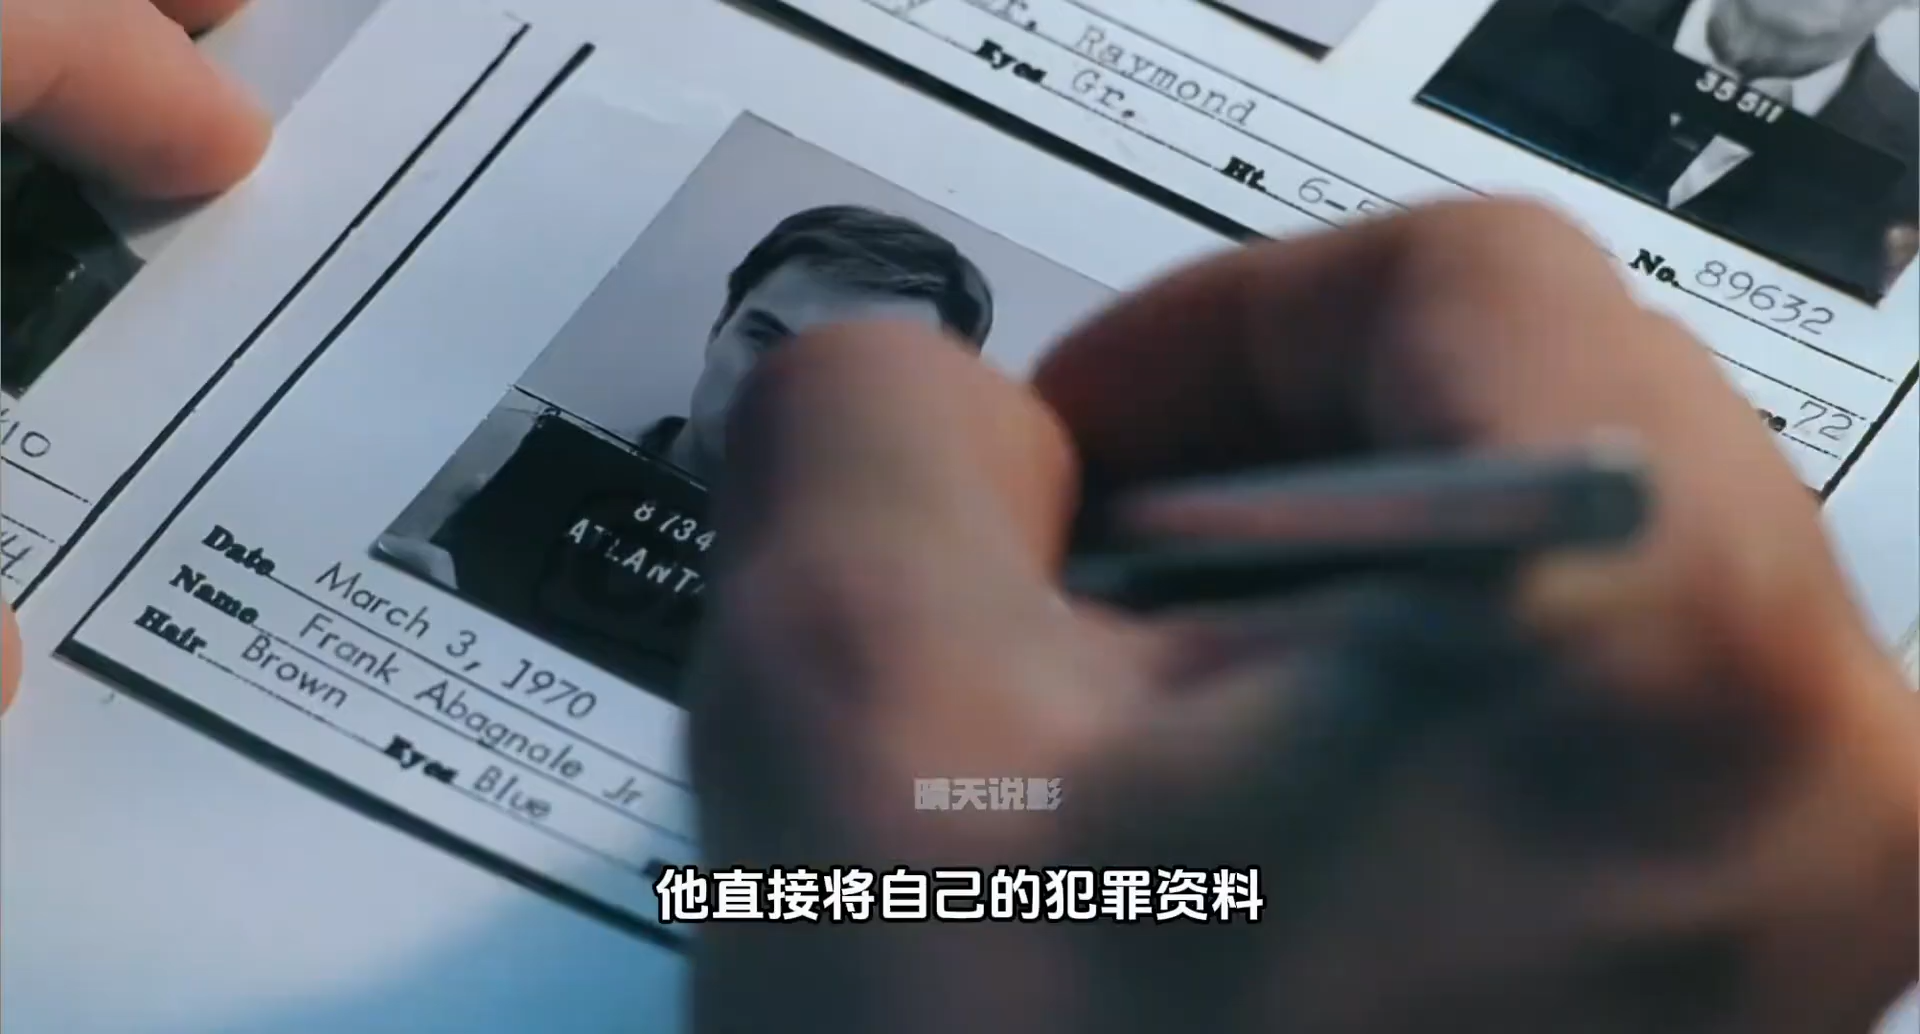 Raymond
Eyes Gr.
Ht. 6-5
35511
No. 89632
72
10
8734
ATLANTA
Date March 3, 1970
Name Frank Abagnale Jr
Hair Brown
Eyes Blue
晴天说影
他直接将自己的犯罪资料